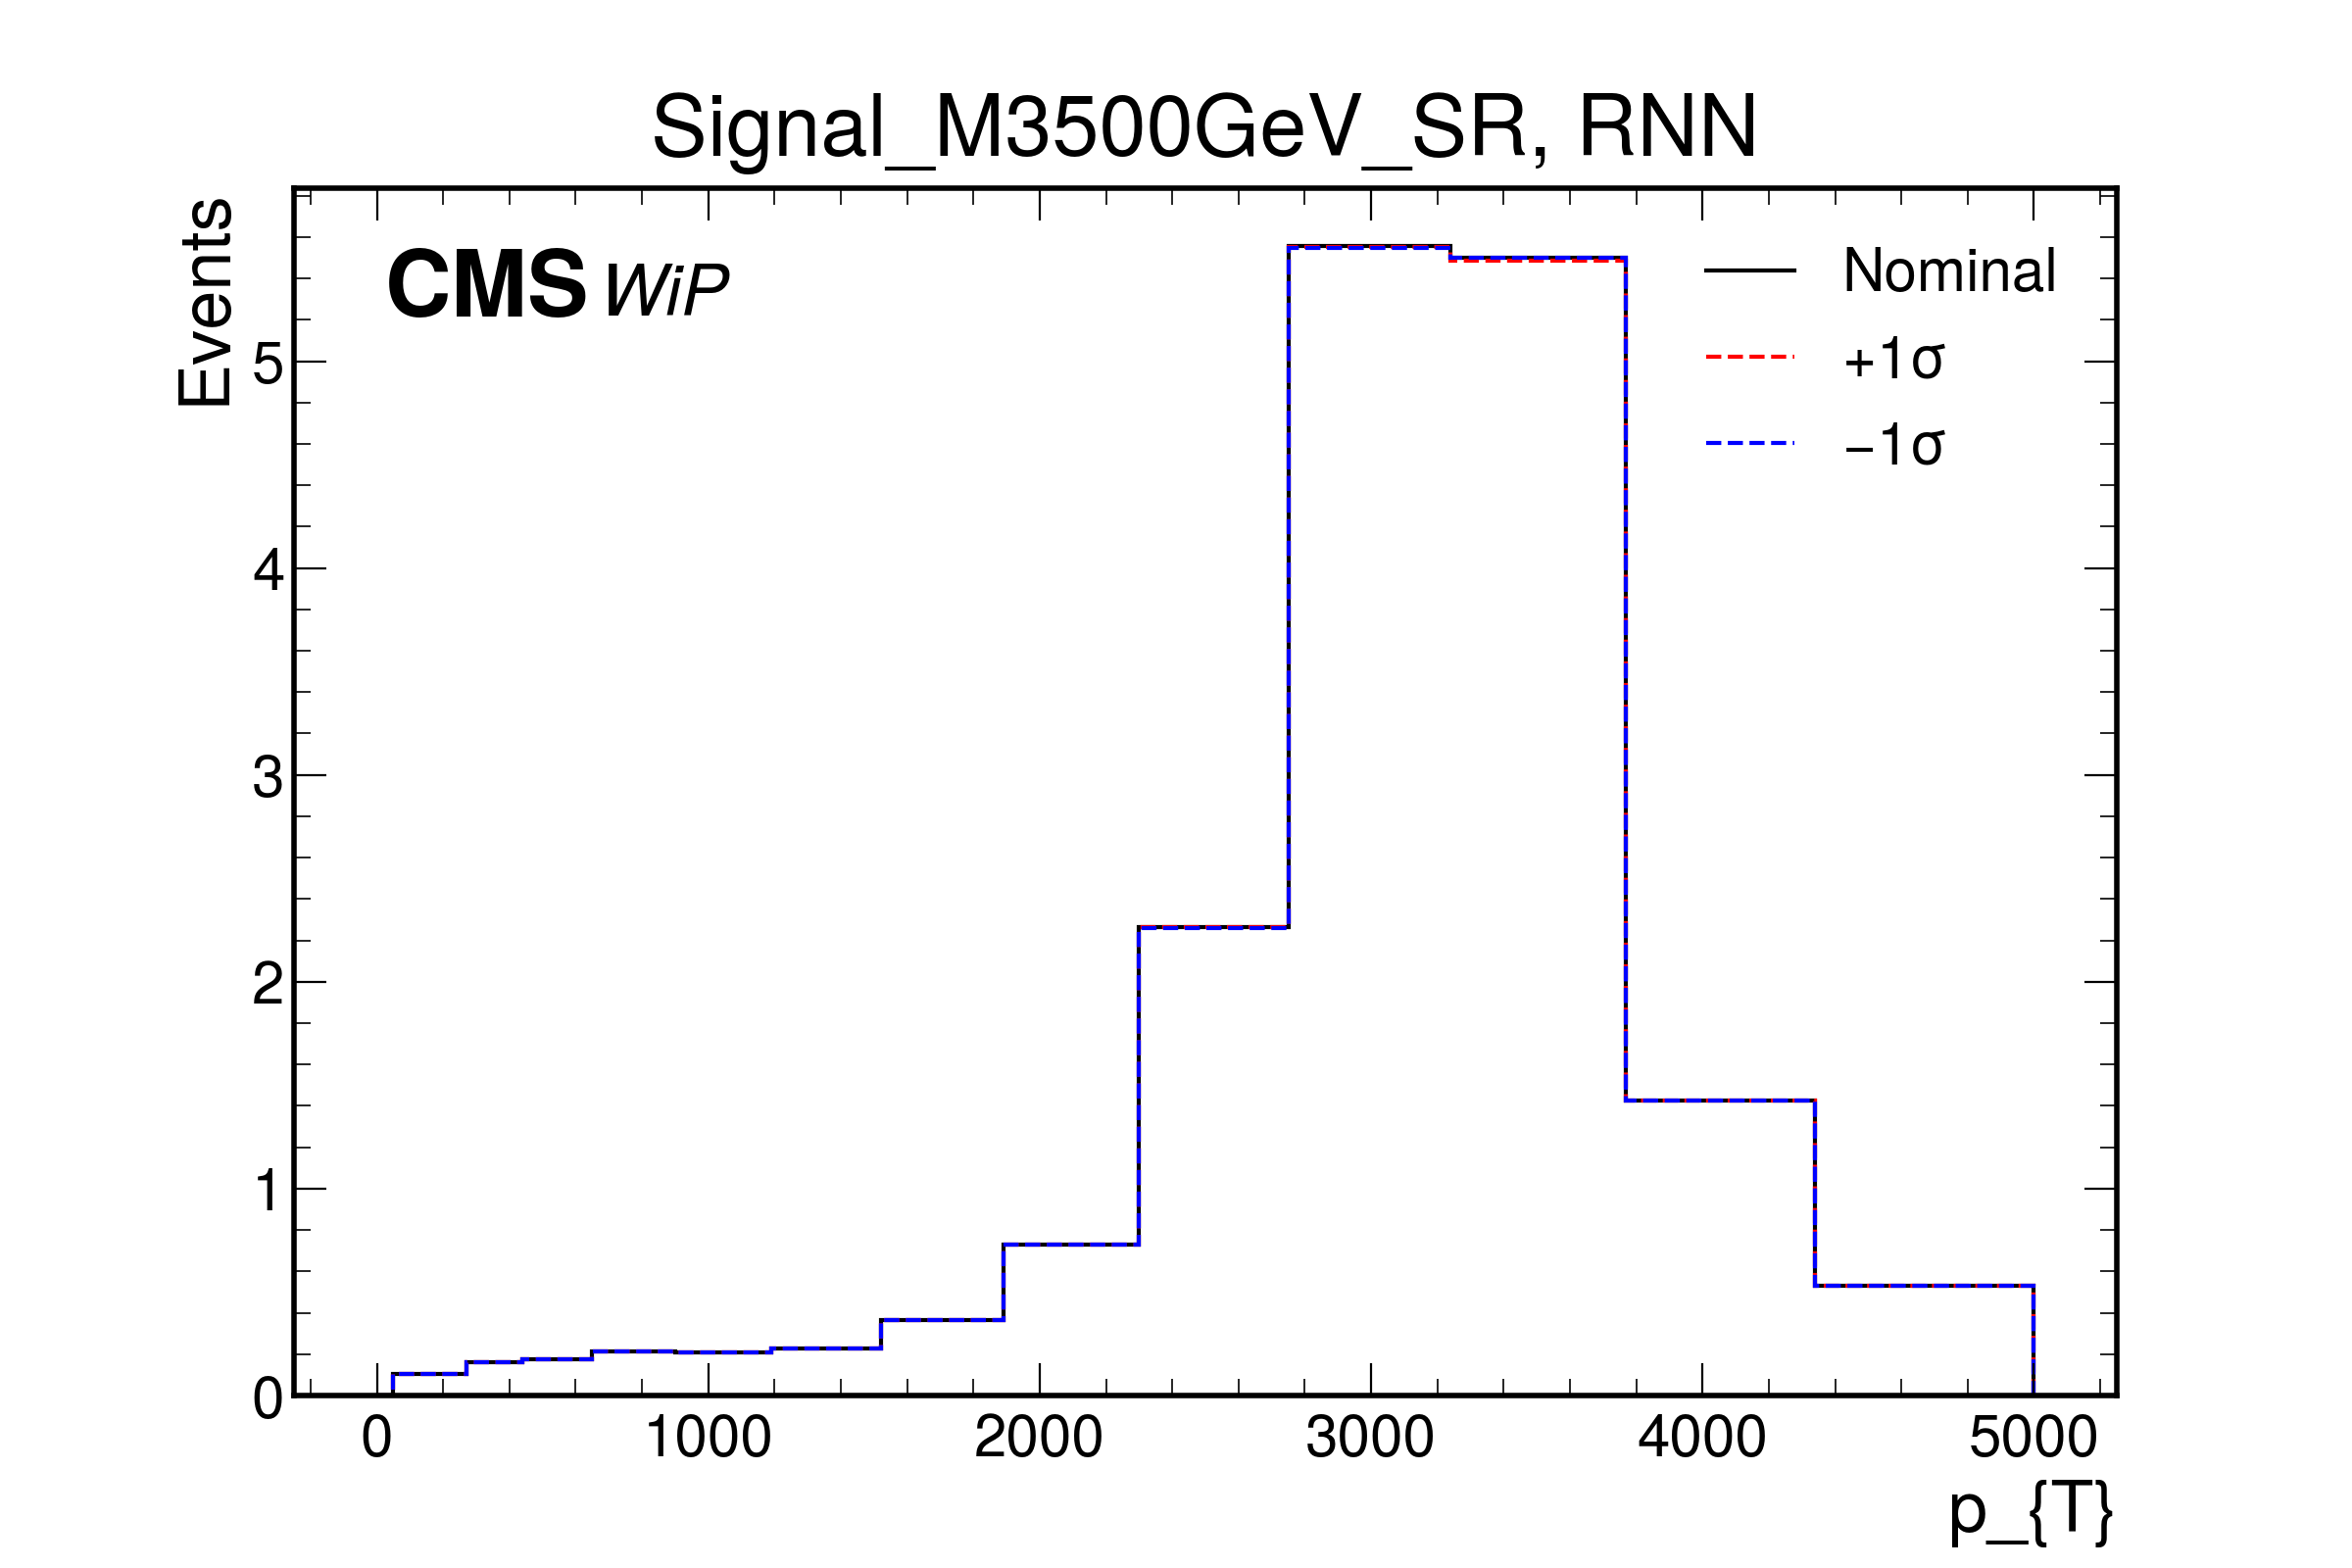 Signal_M3500GeV_SR, RNN
Events
CMS WiP
Nominal
+1σ
−1σ
5
4
3
2
1
0
0 1000 2000 3000 4000 5000
p_{T}